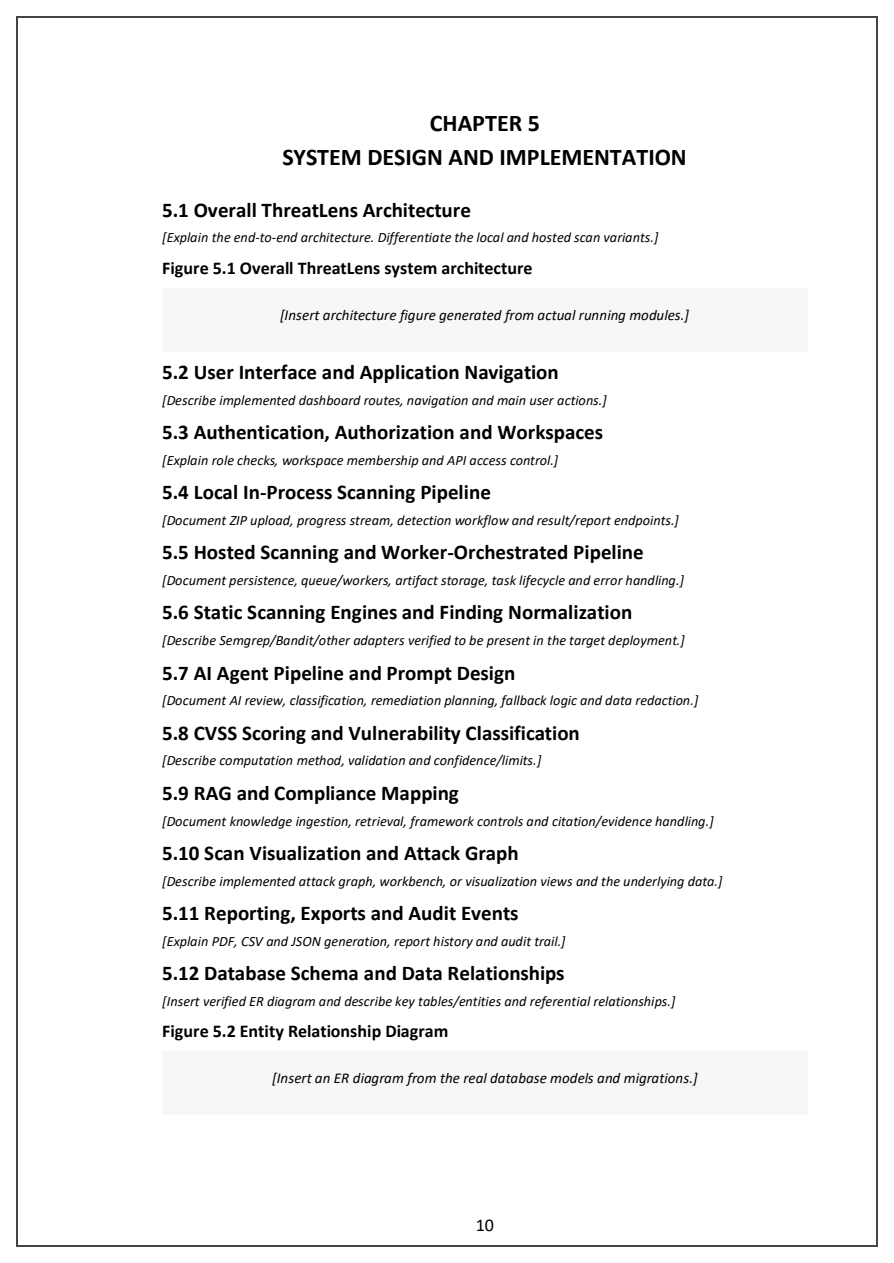 CHAPTER 5
SYSTEM DESIGN AND IMPLEMENTATION
5.1 Overall ThreatLens Architecture
[Explain the end-to-end architecture. Differentiate the local and hosted scan variants.]
Figure 5.1 Overall ThreatLens system architecture
[Insert architecture figure generated from actual running modules.]
5.2 User Interface and Application Navigation
[Describe implemented dashboard routes, navigation and main user actions.]
5.3 Authentication, Authorization and Workspaces
[Explain role checks, workspace membership and API access control.]
5.4 Local In-Process Scanning Pipeline
[Document ZIP upload, progress stream, detection workflow and result/report endpoints.]
5.5 Hosted Scanning and Worker-Orchestrated Pipeline
[Document persistence, queue/workers, artifact storage, task lifecycle and error handling.]
5.6 Static Scanning Engines and Finding Normalization
[Describe Semgrep/Bandit/other adapters verified to be present in the target deployment.]
5.7 AI Agent Pipeline and Prompt Design
[Document AI review, classification, remediation planning, fallback logic and data redaction.]
5.8 CVSS Scoring and Vulnerability Classification
[Describe computation method, validation and confidence/limits.]
5.9 RAG and Compliance Mapping
[Document knowledge ingestion, retrieval, framework controls and citation/evidence handling.]
5.10 Scan Visualization and Attack Graph
[Describe implemented attack graph, workbench, or visualization views and the underlying data.]
5.11 Reporting, Exports and Audit Events
[Explain PDF, CSV and JSON generation, report history and audit trail.]
5.12 Database Schema and Data Relationships
[Insert verified ER diagram and describe key tables/entities and referential relationships.]
Figure 5.2 Entity Relationship Diagram
[Insert an ER diagram from the real database models and migrations.]
10